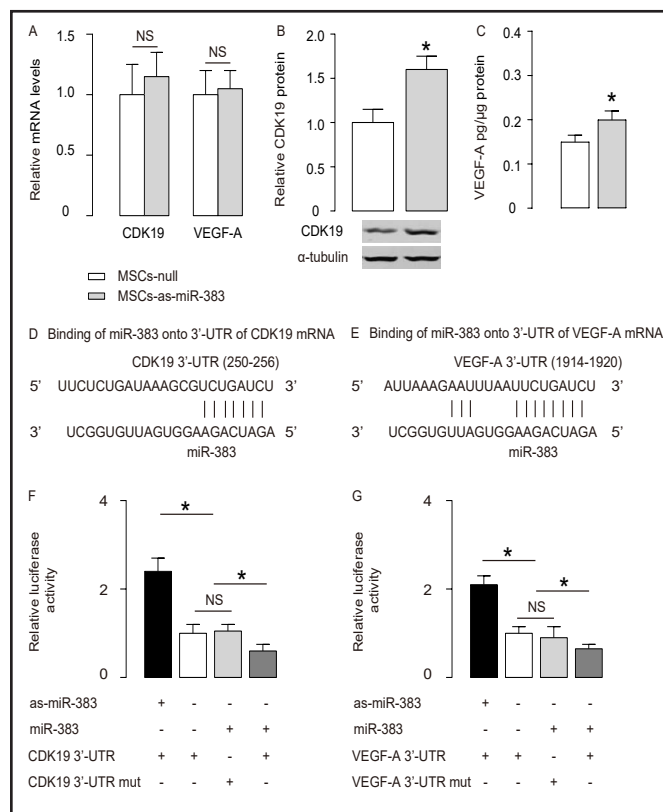 A
Relative mRNA levels
1.5
1.0
0.5
0
NS
NS
CDK19
VEGF-A
MSCs-null
MSCs-as-miR-383
B
Relative CDK19 protein
2.0
1.5
1.0
0.5
0
*
CDK19
α-tubulin
C
VEGF-A pg/μg protein
0.4
0.3
0.2
0.1
0
*
D Binding of miR-383 onto 3’-UTR of CDK19 mRNA
CDK19 3’-UTR (250-256)
5’ UUCUCUGAUAAAGCGUCUGAUCU 3’
3’ UCGGUGUUAGUGGAAGACUAGA 5’
miR-383
E Binding of miR-383 onto 3’-UTR of VEGF-A mRNA
VEGF-A 3’-UTR (1914-1920)
5’ AUUAAAGAAUUUAAUUCUGAUCU 3’
3’ UCGGUGUUAGUGGAAGACUAGA 5’
miR-383
F
Relative luciferase
activity
4
2
0
*
*
NS
as-miR-383 + - - -
miR-383 - - + +
CDK19 3’-UTR + + - +
CDK19 3’-UTR mut - - + -
G
Relative luciferase
activity
4
2
0
*
*
NS
as-miR-383 + - - -
miR-383 - - + +
VEGF-A 3’-UTR + + - +
VEGF-A 3’-UTR mut - - + -